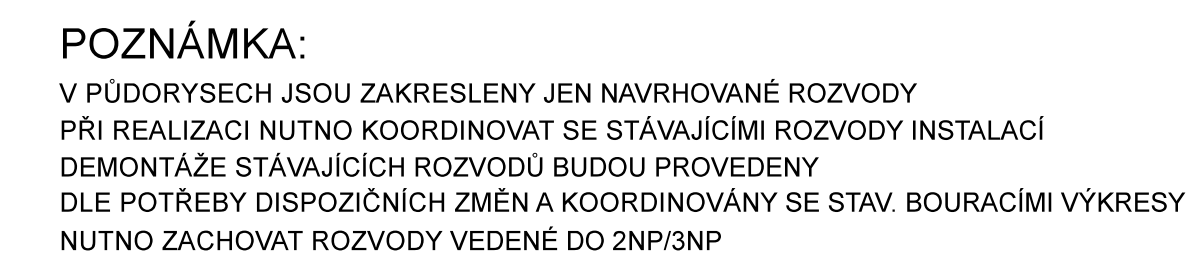 POZNÁMKA:
V PŮDORYSECH JSOU ZAKRESLENY JEN NAVRHOVANÉ ROZVODY
PŘI REALIZACI NUTNO KOORDINOVAT SE STÁVAJÍCÍMI ROZVODY INSTALACÍ
DEMONTÁŽE STÁVAJÍCÍCH ROZVODŮ BUDOU PROVEDENY
DLE POTŘEBY DISPOZIČNÍCH ZMĚN A KOORDINOVÁNY SE STAV. BOURACÍMI VÝKRESY
NUTNO ZACHOVAT ROZVODY VEDENÉ DO 2NP/3NP